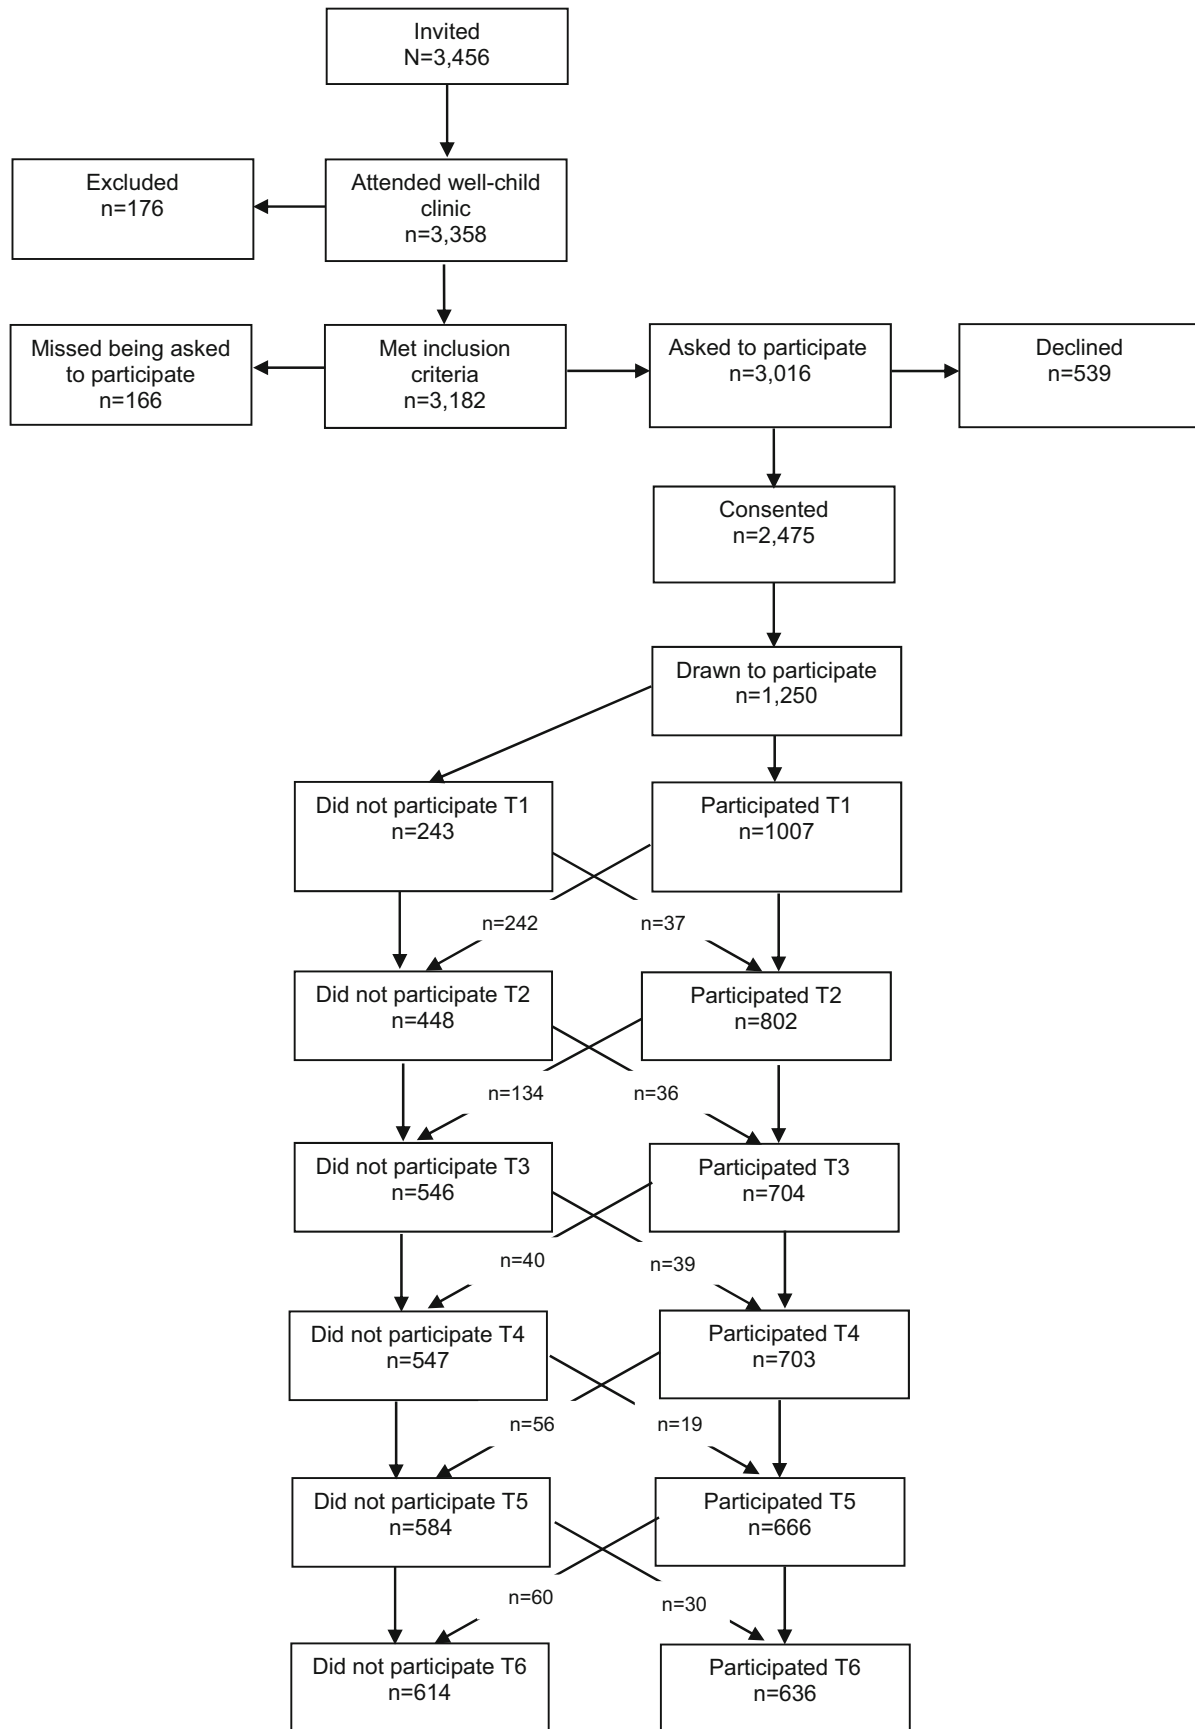 Invited
N=3,456
Excluded
n=176
Attended well-child
clinic
n=3,358
Missed being asked
to participate
n=166
Met inclusion
criteria
n=3,182
Asked to participate
n=3,016
Declined
n=539
Consented
n=2,475
Drawn to participate
n=1,250
Did not participate T1
n=243
Participated T1
n=1007
n=242
n=37
Did not participate T2
n=448
Participated T2
n=802
n=134
n=36
Did not participate T3
n=546
Participated T3
n=704
n=40
n=39
Did not participate T4
n=547
Participated T4
n=703
n=56
n=19
Did not participate T5
n=584
Participated T5
n=666
n=60
n=30
Did not participate T6
n=614
Participated T6
n=636